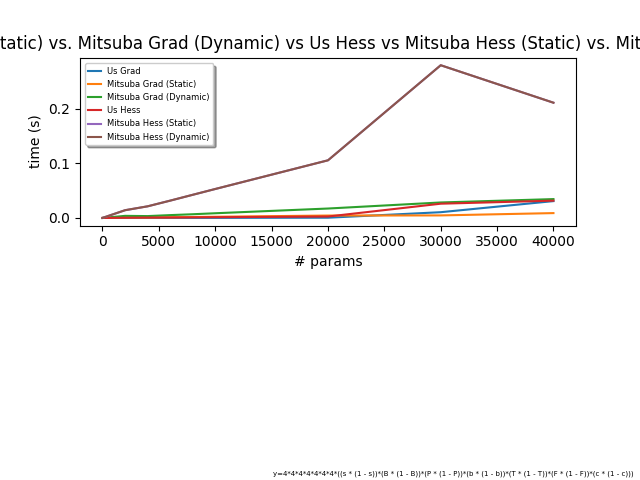 tatic) vs. Mitsuba Grad (Dynamic) vs Us Hess vs Mitsuba Hess (Static) vs. Mit
Us Grad
Mitsuba Grad (Static)
Mitsuba Grad (Dynamic)
Us Hess
Mitsuba Hess (Static)
Mitsuba Hess (Dynamic)
time (s)
0.2
0.1
0.0
0 5000 10000 15000 20000 25000 30000 35000 40000
# params
y=4*4*4*4*4*4*4*((s * (1 - s))*(B * (1 - B))*(P * (1 - P))*(b * (1 - b))*(T * (1 - T))*(F * (1 - F))*(c * (1 - c)))